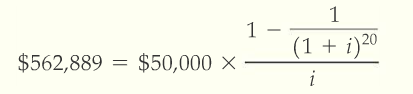 $562,889 = $50,000 × (1 − 1/(1 + i)²⁰)/i